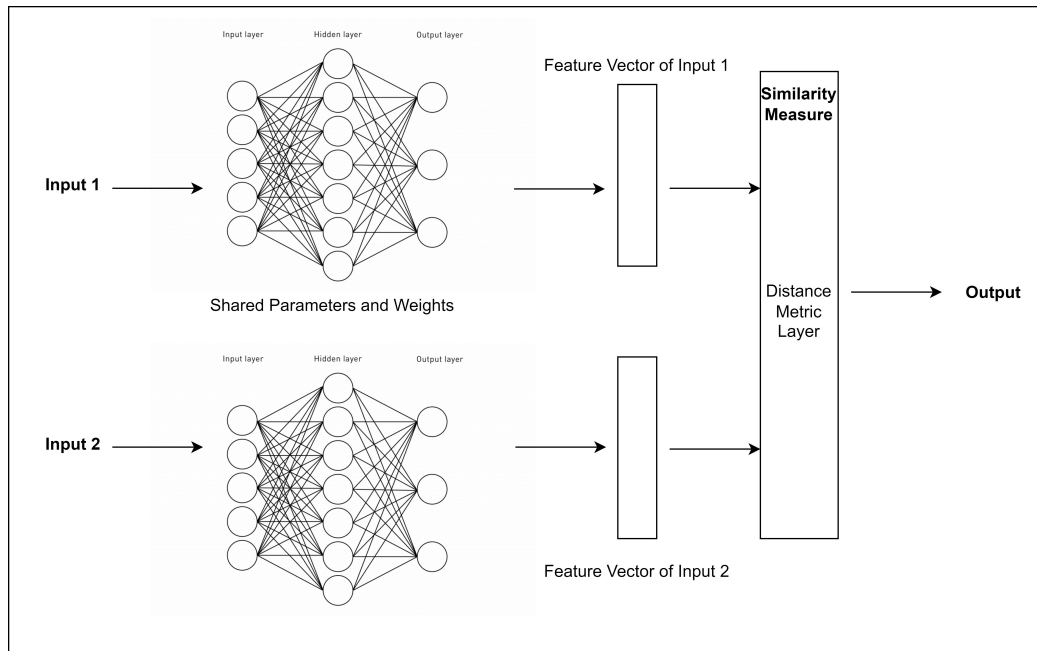 Input layer
Hidden layer
Output layer
Feature Vector of Input 1
Similarity
Measure
Input 1
Shared Parameters and Weights
Distance
Metric
Layer
Output
Input layer
Hidden layer
Output layer
Input 2
Feature Vector of Input 2